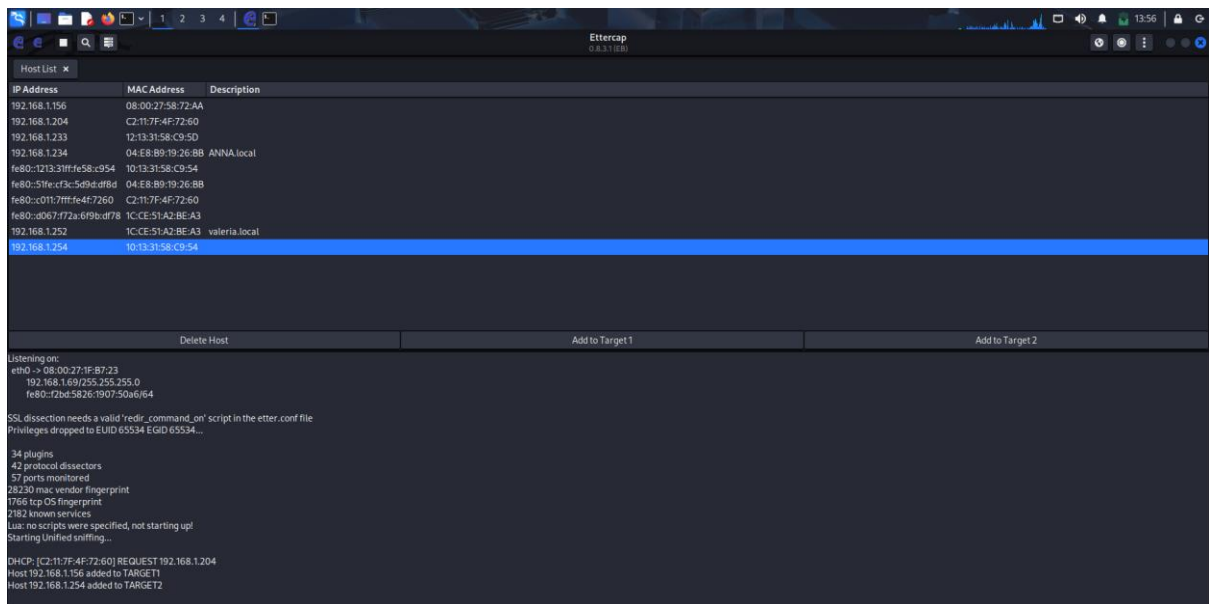 1 2 3 4
13:56
Ettercap
0.8.3.1 (EB)
Host List ×
IP Address MAC Address Description
192.168.1.156 08:00:27:58:72:AA
192.168.1.204 C2:11:7F:4F:72:60
192.168.1.233 12:13:31:58:C9:5D
192.168.1.234 04:E8:B9:19:26:BB ANNA.local
fe80::1213:31ff:fe58:c954 10:13:31:58:C9:54
fe80::51fe:cf3c:5d9d:df8d 04:E8:B9:19:26:BB
fe80::c011:7fff:fe4f:7260 C2:11:7F:4F:72:60
fe80::d067:f72a:6f9b:df78 1C:CE:51:A2:BE:A3
192.168.1.252 1C:CE:51:A2:BE:A3 valeria.local
192.168.1.254 10:13:31:58:C9:54
Delete Host Add to Target 1 Add to Target 2
Listening on:
eth0 -> 08:00:27:1F:B7:23
192.168.1.69/255.255.255.0
fe80::f2bd:5826:1907:50a6/64
SSL dissection needs a valid 'redir_command_on' script in the etter.conf file
Privileges dropped to EUID 65534 EGID 65534...
34 plugins
42 protocol dissectors
57 ports monitored
28230 mac vendor fingerprint
1766 tcp OS fingerprint
2182 known services
Lua: no scripts were specified, not starting up!
Starting Unified sniffing...
DHCP: [C2:11:7F:4F:72:60] REQUEST 192.168.1.204
Host 192.168.1.156 added to TARGET1
Host 192.168.1.254 added to TARGET2